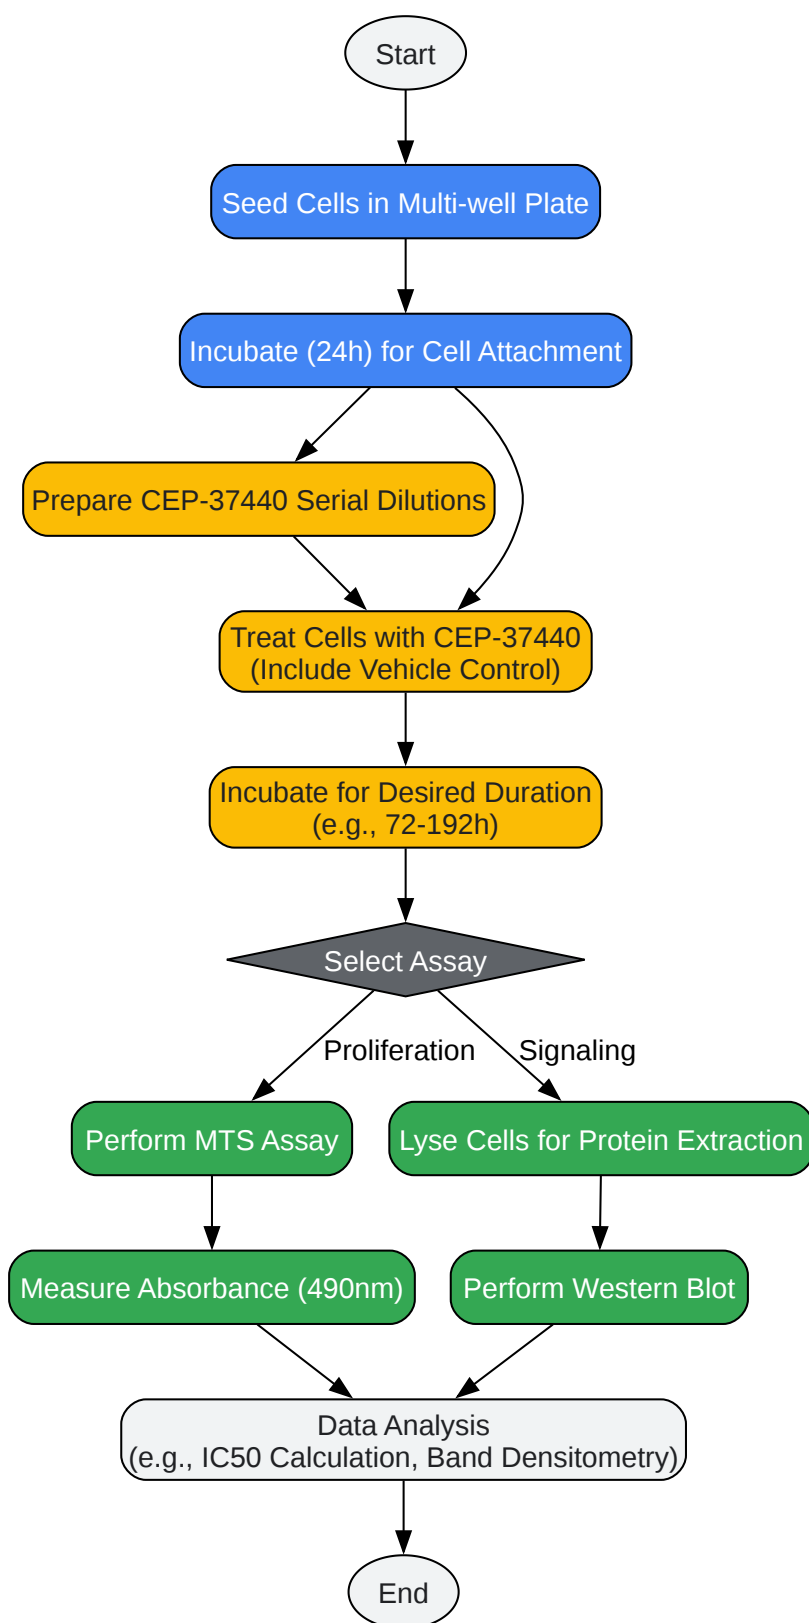 Start
Seed Cells in Multi-well Plate
Incubate (24h) for Cell Attachment
Prepare CEP-37440 Serial Dilutions
Treat Cells with CEP-37440
(Include Vehicle Control)
Incubate for Desired Duration
(e.g., 72-192h)
Select Assay
Proliferation
Signaling
Perform MTS Assay
Lyse Cells for Protein Extraction
Measure Absorbance (490nm)
Perform Western Blot
Data Analysis
(e.g., IC50 Calculation, Band Densitometry)
End